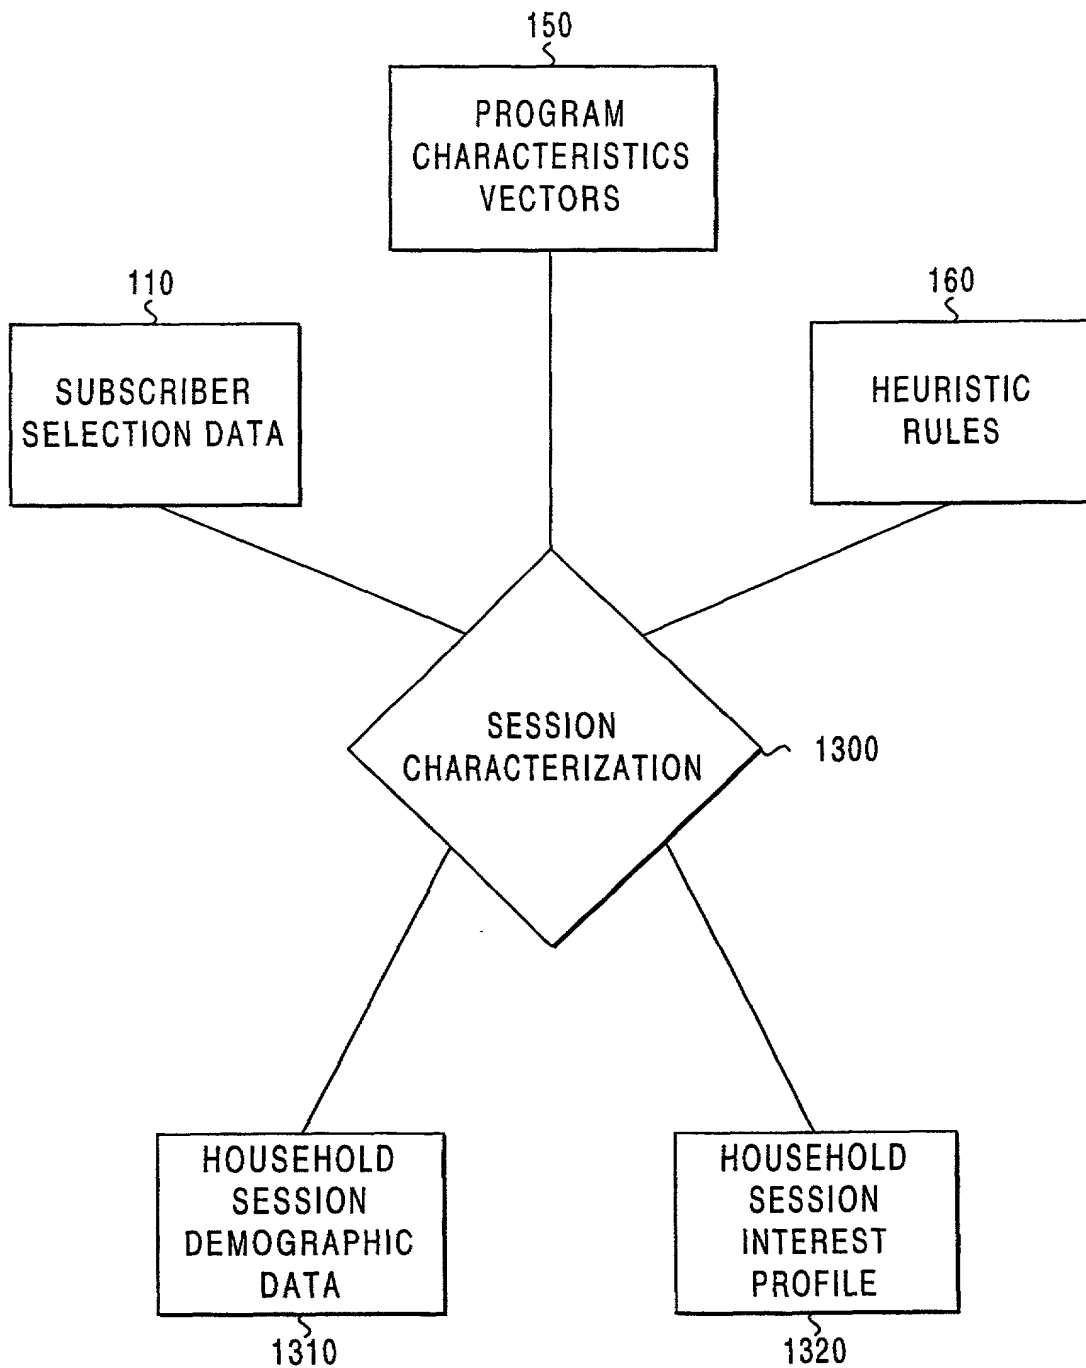 150
PROGRAM
CHARACTERISTICS
VECTORS
110
SUBSCRIBER
SELECTION DATA
160
HEURISTIC
RULES
SESSION
CHARACTERIZATION
1300
HOUSEHOLD
SESSION
DEMOGRAPHIC
DATA
1310
HOUSEHOLD
SESSION
INTEREST
PROFILE
1320